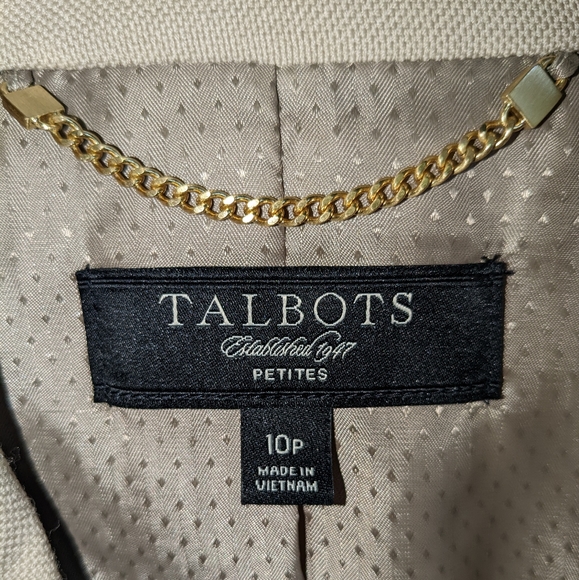 TALBOTS
Established 1947
PETITES
10P
MADE IN
VIETNAM